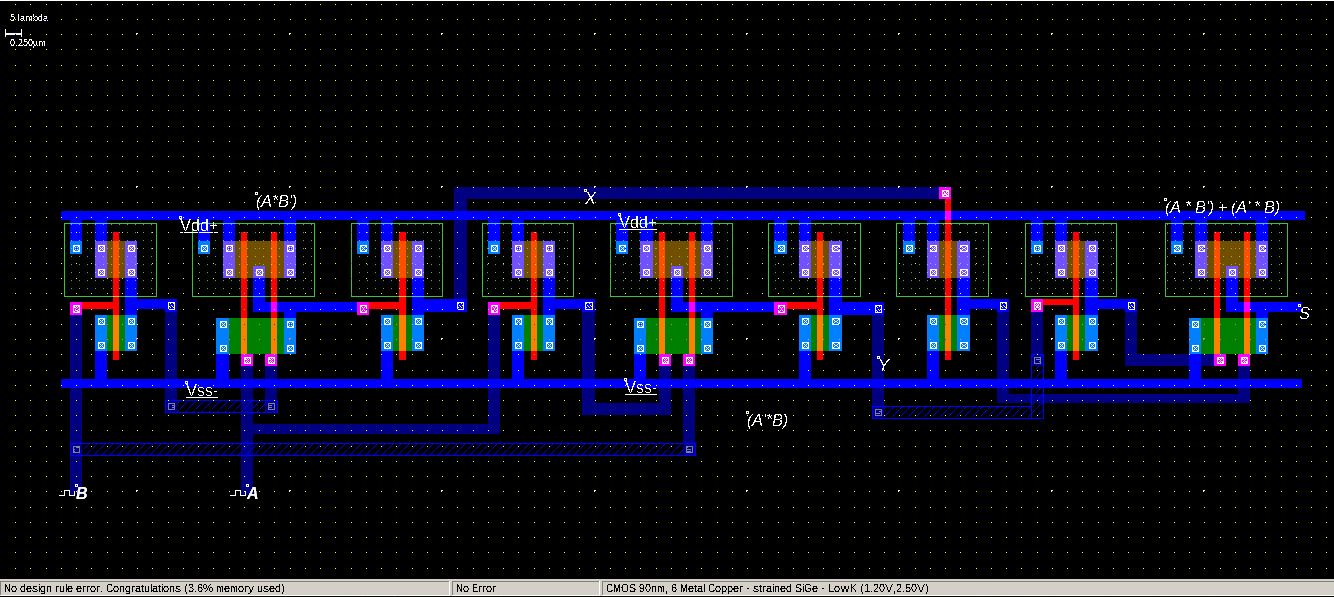 5 lambda
0.250µm
(A*B')
X
(A * B') + (A' * B)
Vdd+
Vdd+
S
Y
Vss-
Vss-
(A'*B)
B
A
No design rule error. Congratulations (3.6% memory used)
No Error
CMOS 90nm, 6 Metal Copper - strained SiGe - LowK (1.20V,2.50V)